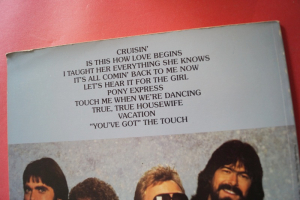 CRUISIN'
IS THIS HOW LOVE BEGINS
I TAUGHT HER EVERYTHING SHE KNOWS
IT'S ALL COMIN' BACK TO ME NOW
LET'S HEAR IT FOR THE GIRL
PONY EXPRESS
TOUCH ME WHEN WE'RE DANCING
TRUE, TRUE HOUSEWIFE
VACATION
"YOU'VE GOT" THE TOUCH